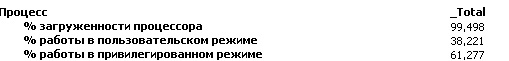 Процесс _Total
% загруженности процессора 99,498
% работы в пользовательском режиме 38,221
% работы в привилегированном режиме 61,277